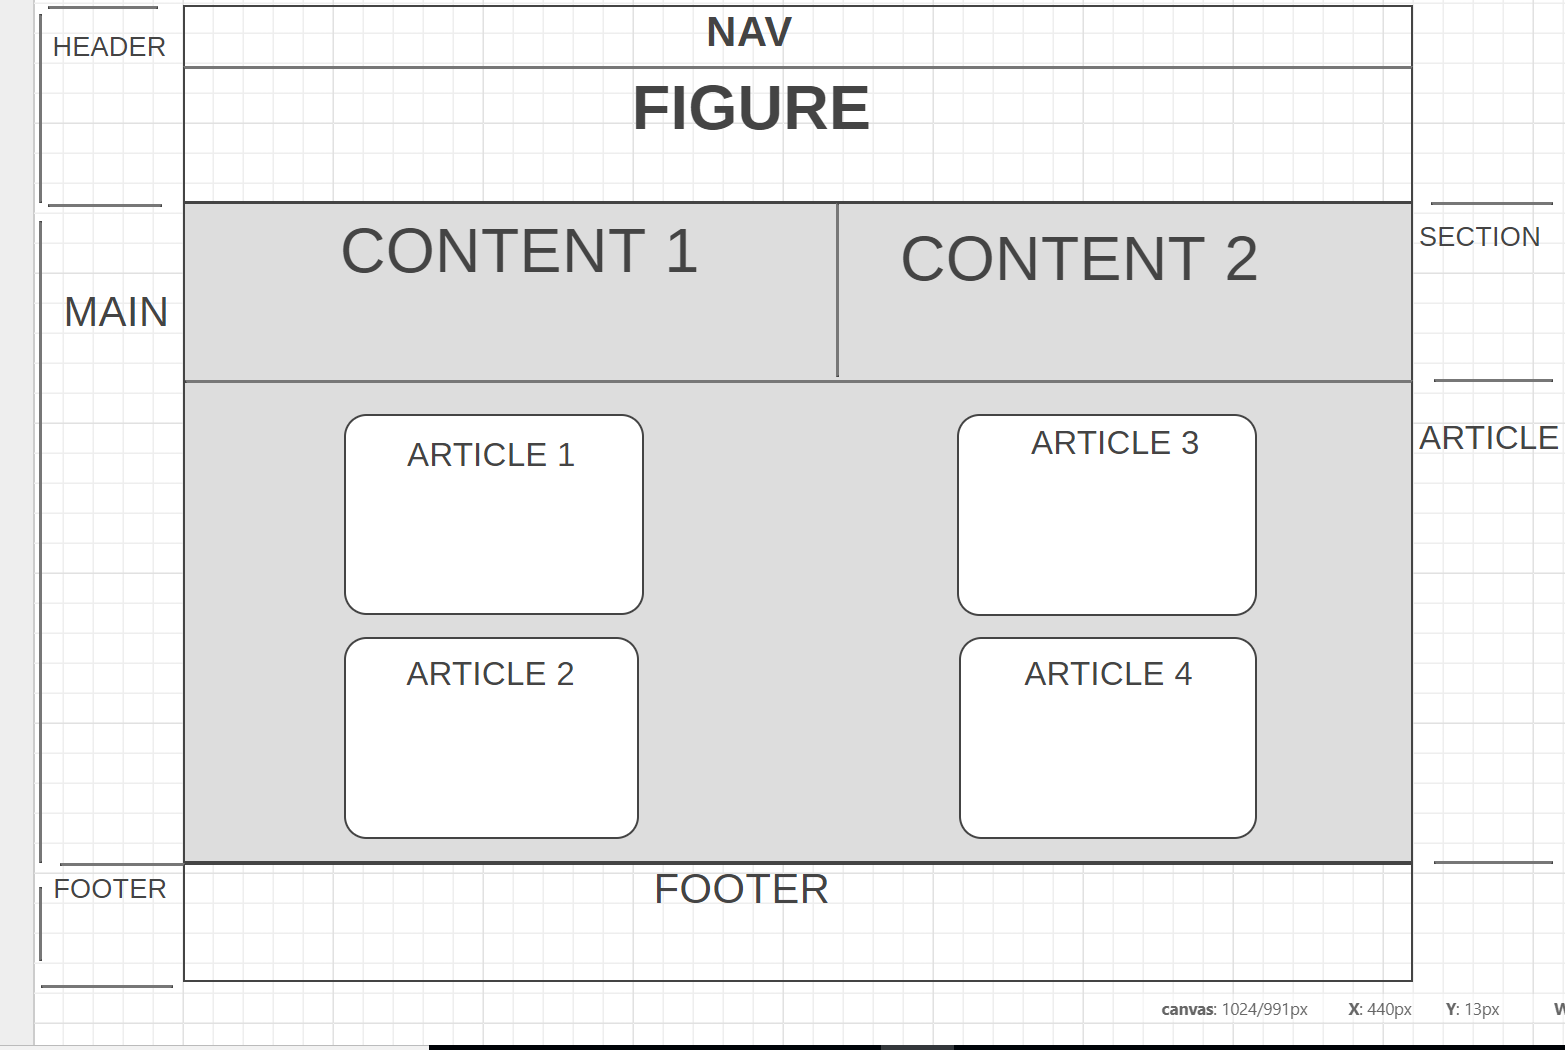 NAV
HEADER
FIGURE
CONTENT 1
CONTENT 2
SECTION
MAIN
ARTICLE
ARTICLE 1
ARTICLE 3
ARTICLE 2
ARTICLE 4
FOOTER
FOOTER
canvas: 1024/991px X: 440px Y: 13px W